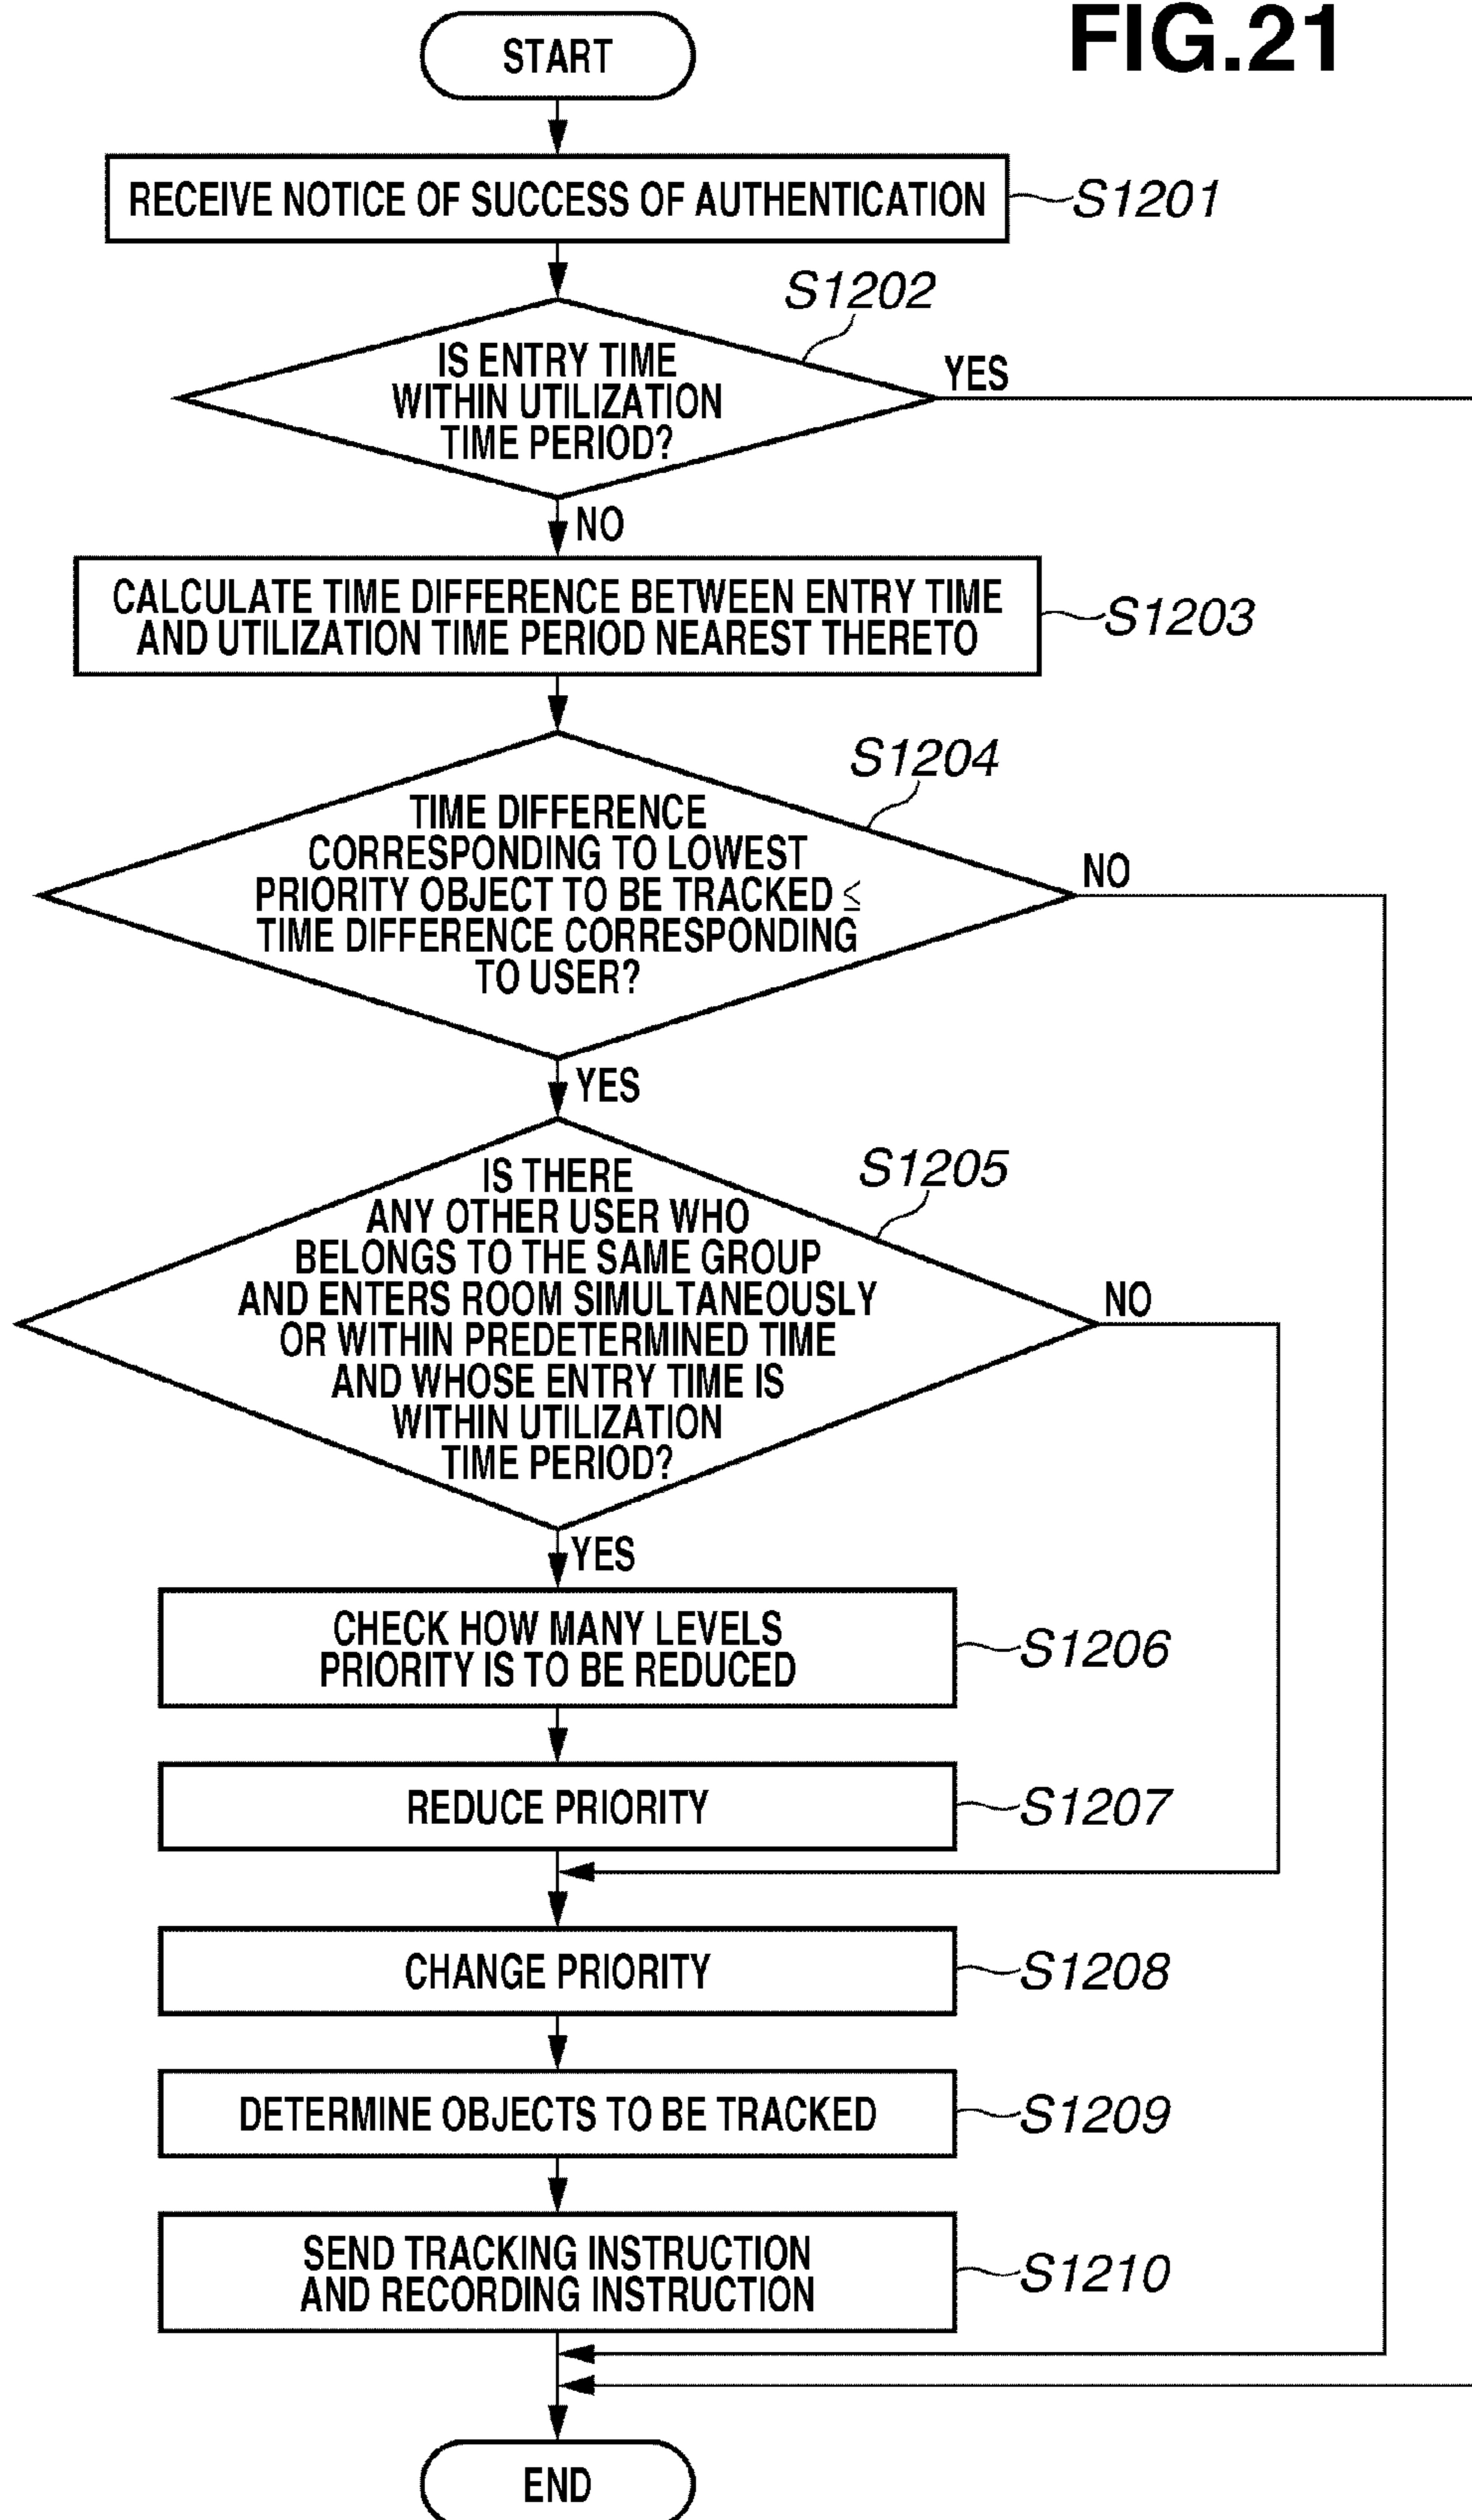 FIG.21
START
RECEIVE NOTICE OF SUCCESS OF AUTHENTICATION
S1201
S1202
IS ENTRY TIME
WITHIN UTILIZATION
TIME PERIOD?
YES
NO
CALCULATE TIME DIFFERENCE BETWEEN ENTRY TIME
AND UTILIZATION TIME PERIOD NEAREST THERETO
S1203
S1204
TIME DIFFERENCE
CORRESPONDING TO LOWEST
PRIORITY OBJECT TO BE TRACKED ≤
TIME DIFFERENCE CORRESPONDING
TO USER?
NO
YES
S1205
IS THERE
ANY OTHER USER WHO
BELONGS TO THE SAME GROUP
AND ENTERS ROOM SIMULTANEOUSLY
OR WITHIN PREDETERMINED TIME
AND WHOSE ENTRY TIME IS
WITHIN UTILIZATION
TIME PERIOD?
NO
YES
CHECK HOW MANY LEVELS
PRIORITY IS TO BE REDUCED
S1206
REDUCE PRIORITY
S1207
CHANGE PRIORITY
S1208
DETERMINE OBJECTS TO BE TRACKED
S1209
SEND TRACKING INSTRUCTION
AND RECORDING INSTRUCTION
S1210
END